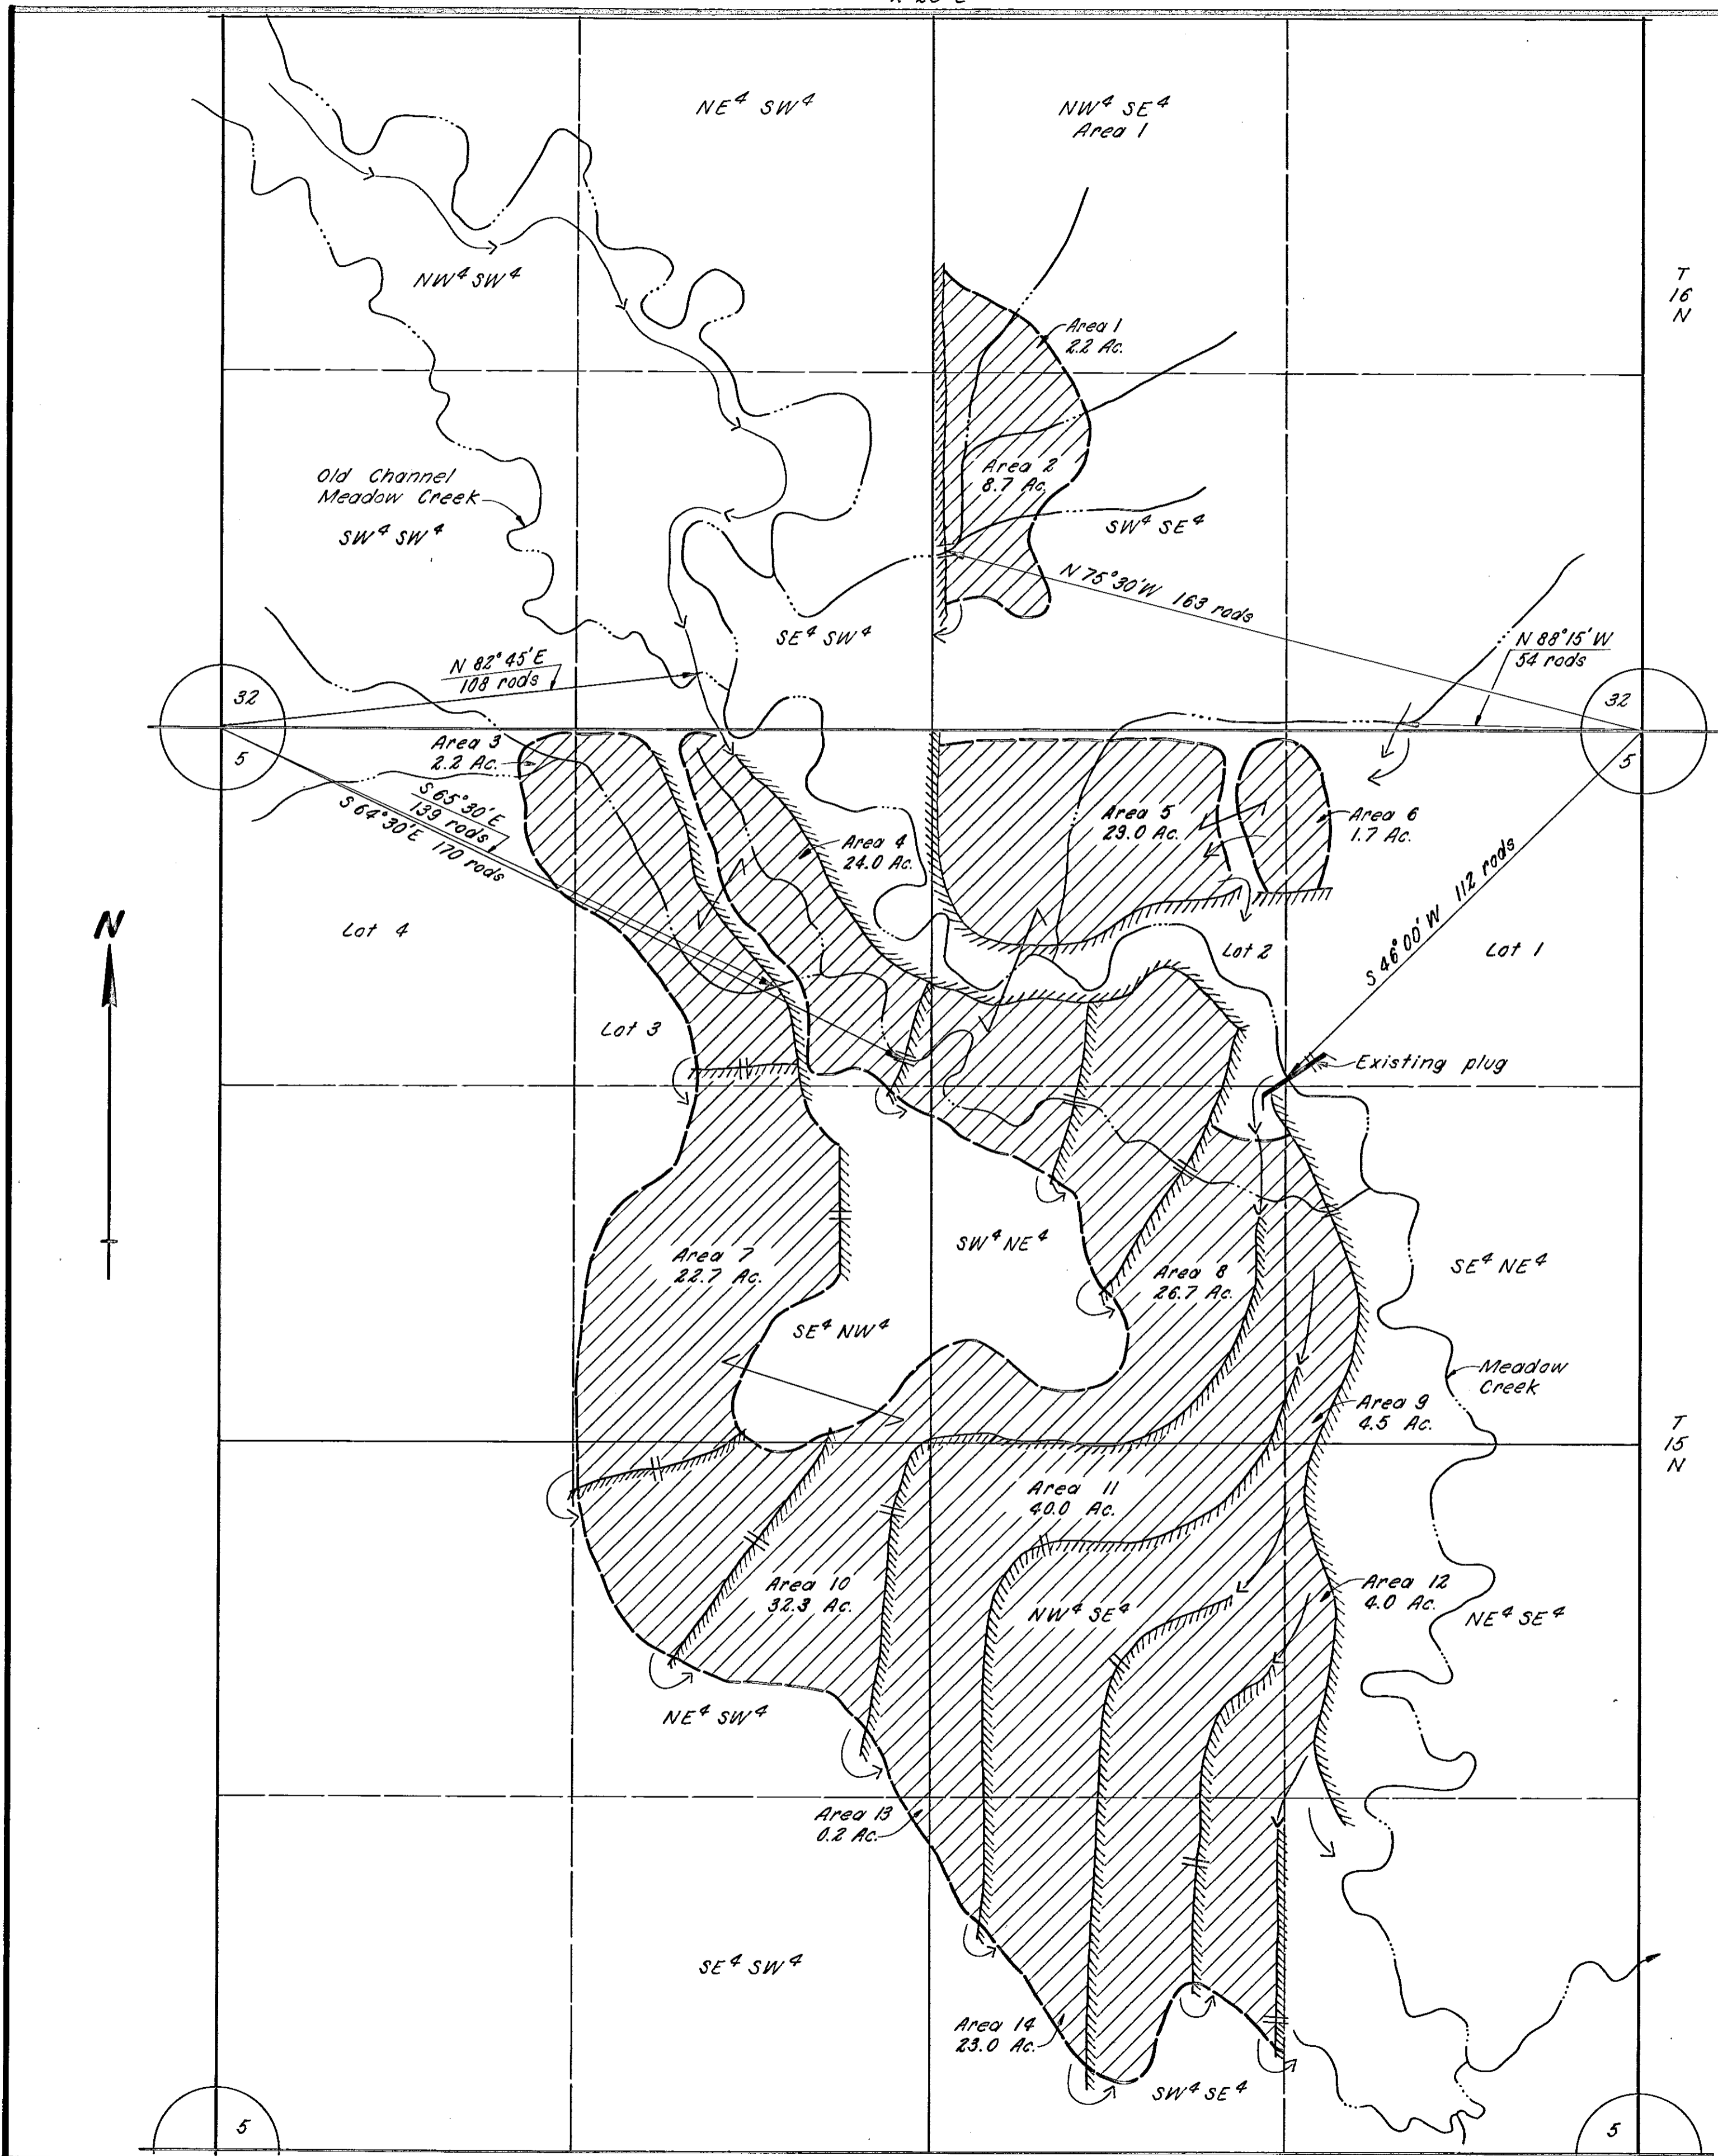 NE⁴ SW⁴
NW⁴ SE⁴
Area 1
T
16
N
NW⁴ SW⁴
Area 1
2.2 Ac.
Old Channel
Meadow Creek
SW⁴ SW⁴
Area 2
8.7 Ac.
SW⁴ SE⁴
N 75°30'W 163 rods
SE⁴ SW⁴
N 88°15'W
54 rods
N 82°45'E
108 rods
32
32
5
5
Area 3
2.2 Ac.
S 65°30'E
139 rods
S 64°30'E 170 rods
Area 4
24.0 Ac.
Area 5
29.0 Ac.
Area 6
1.7 Ac.
S 46°00'W 112 rods
N
Lot 4
Lot 3
Lot 2
Lot 1
Existing plug
Area 7
22.7 Ac.
SW⁴ NE⁴
Area 8
26.7 Ac.
SE⁴ NE⁴
SE⁴ NW⁴
Meadow
Creek
Area 9
4.5 Ac.
T
15
N
Area 11
40.0 Ac.
Area 10
32.3 Ac.
NW⁴ SE⁴
Area 12
4.0 Ac.
NE⁴ SE⁴
NE⁴ SW⁴
Area 13
0.2 Ac.
SE⁴ SW⁴
Area 14
23.0 Ac.
SW⁴ SE⁴
5
5